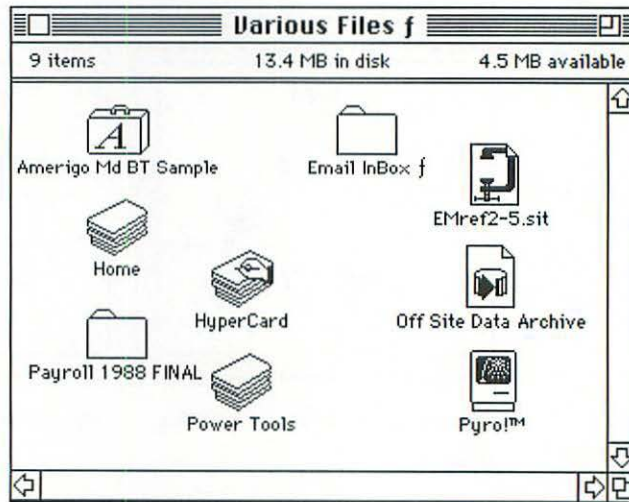 Various Files ƒ
9 items 13.4 MB in disk 4.5 MB available
Amerigo Md BT Sample
Email InBox ƒ
EMref2-5.sit
Home
HyperCard
Off Site Data Archive
Payroll 1988 FINAL
Power Tools
Pyro!™